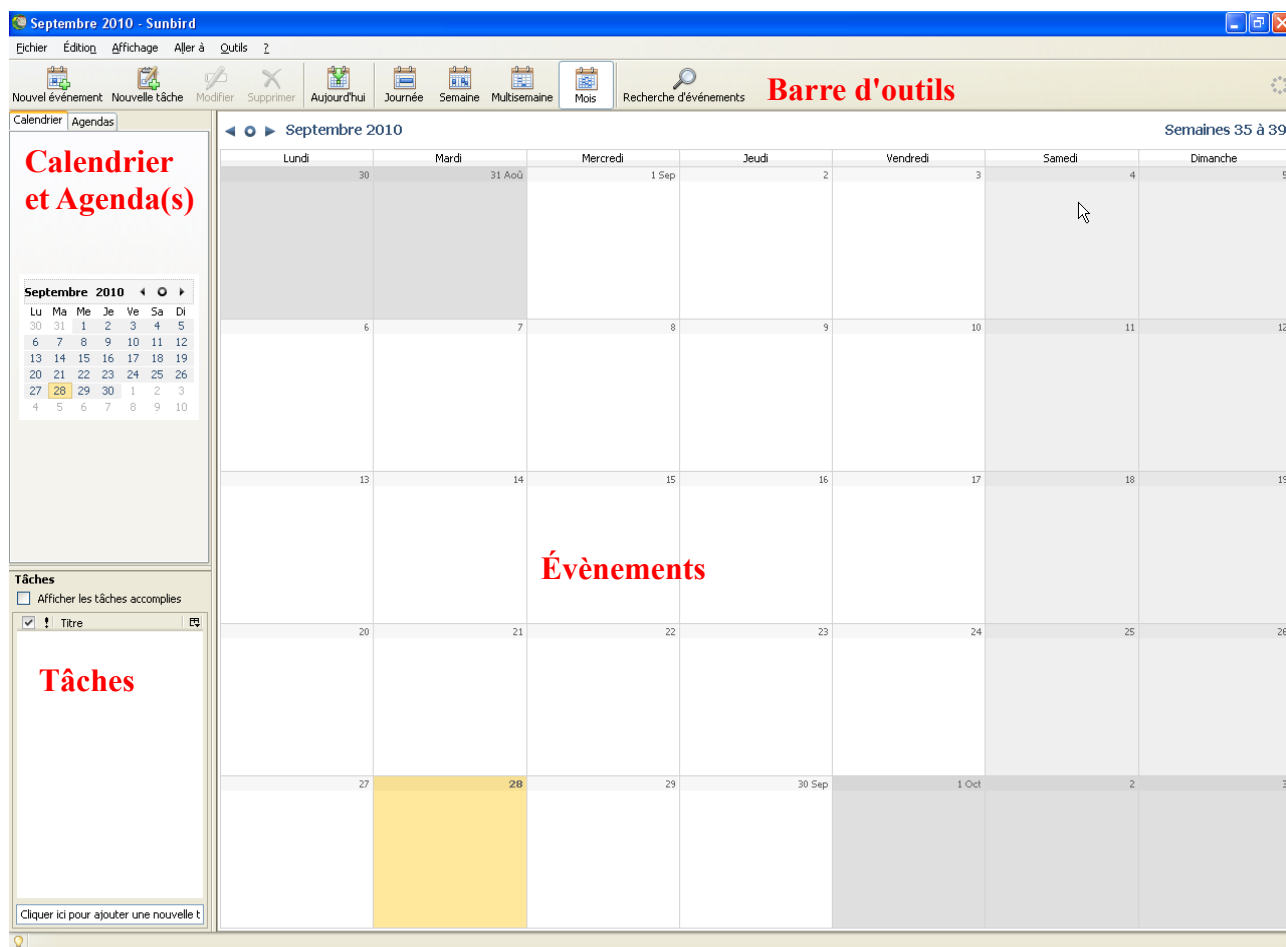 Septembre 2010 - Sunbird
Fichier Édition Affichage Aller à Outils ?
Nouvel événement Nouvelle tâche Modifier Supprimer Aujourd'hui Journée Semaine Multisemaine Mois Recherche d'événements Barre d'outils
Calendrier Agendas
Septembre 2010 Semaines 35 à 39
Calendrier
et Agenda(s)
Septembre 2010
Lu Ma Me Je Ve Sa Di
30 31 1 2 3 4 5
6 7 8 9 10 11 12
13 14 15 16 17 18 19
20 21 22 23 24 25 26
27 28 29 30 1 2 3
4 5 6 7 8 9 10
Tâches
Afficher les tâches accomplies
! Titre
Tâches
Cliquer ici pour ajouter une nouvelle t
Lundi Mardi Mercredi Jeudi Vendredi Samedi Dimanche
30 31 Aoû 1 Sep 2 3 4 5
6 7 8 9 10 11 12
13 14 15 16 17 18 19
Évènements
20 21 22 23 24 25 26
27 28 29 30 Sep 1 Oct 2 3